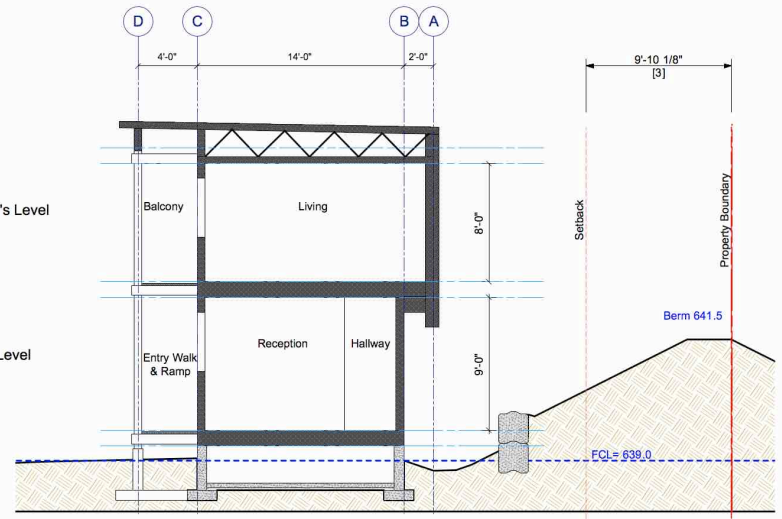 D C B A
4'-0" 14'-0" 2'-0" 9'-10 1/8"
[3]
's Level
Balcony Living 8'-0" Setback Property Boundary
Berm 641.5
Level
Entry Walk
& Ramp
Reception Hallway 9'-0"
FCL= 639.0